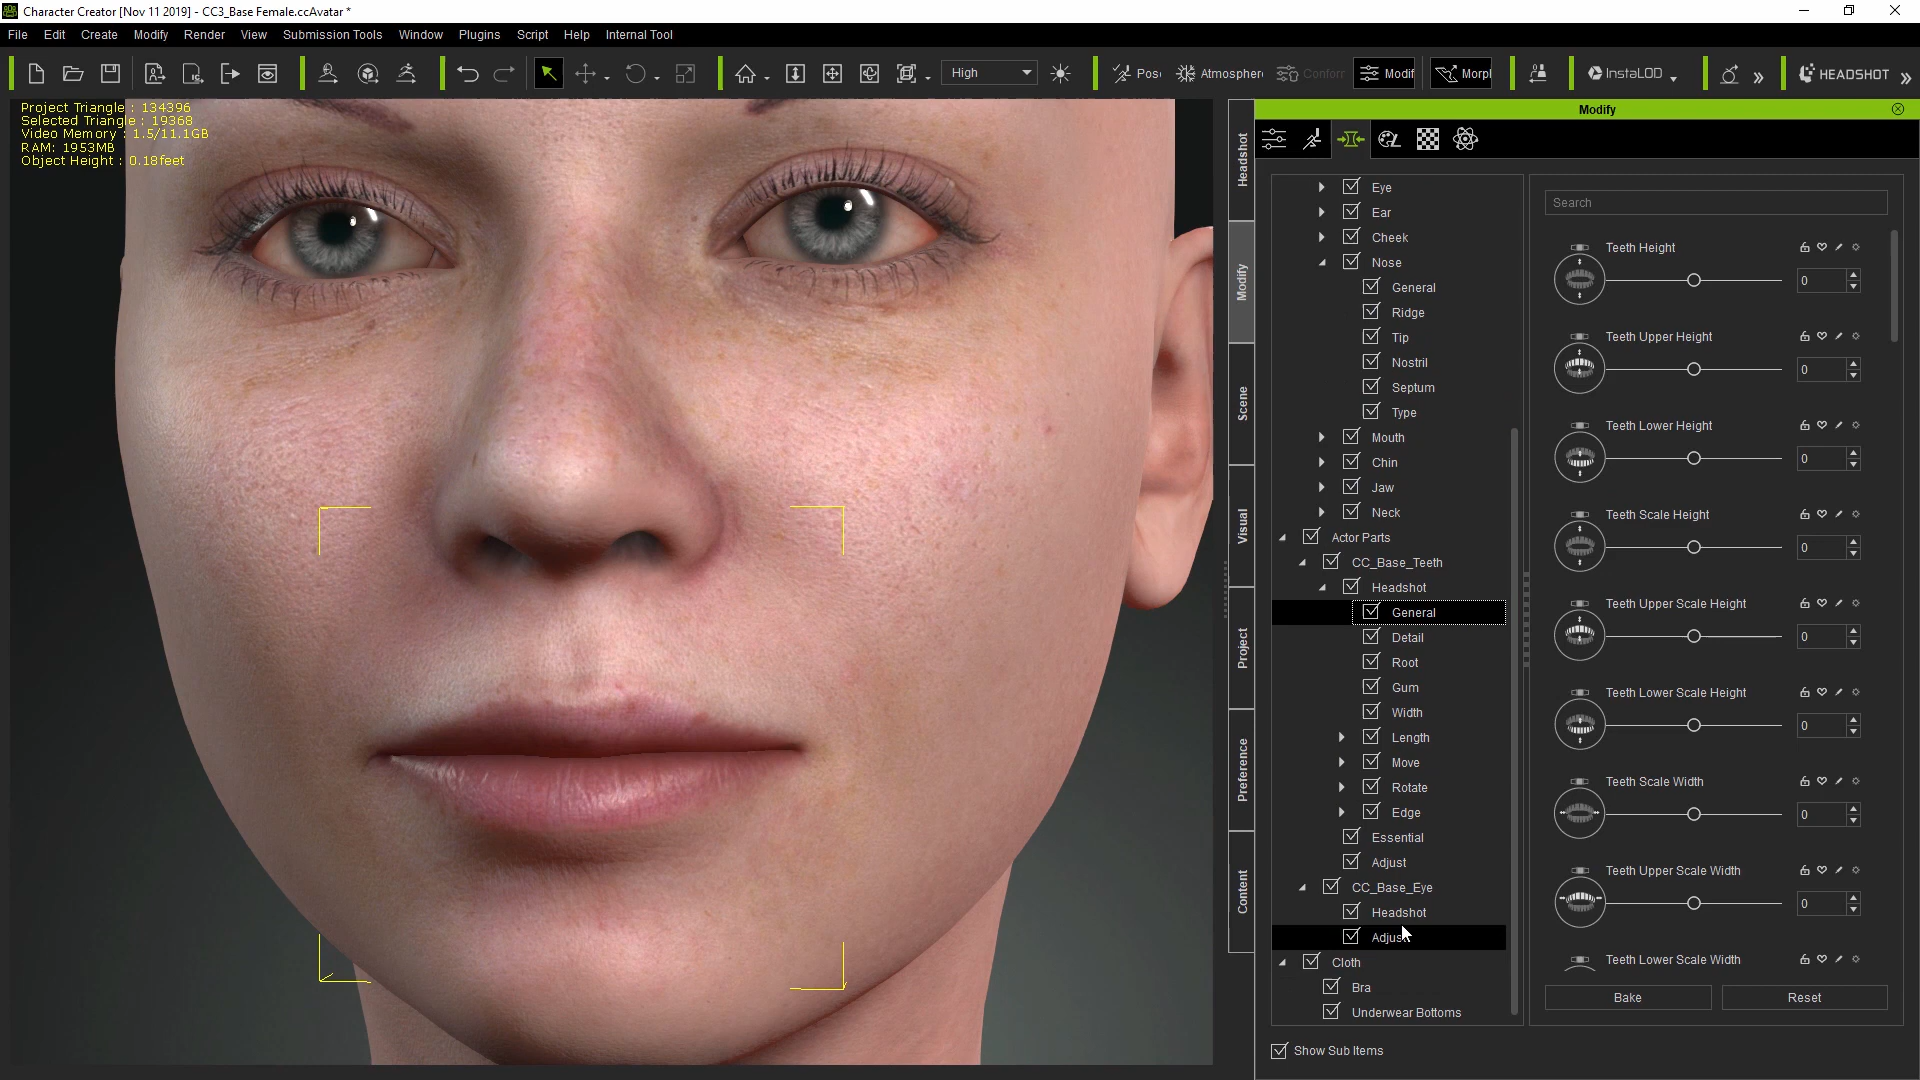 Character Creator [Nov 11 2019] - CC3_Base Female.ccAvatar *
File Edit Create Modify Render View Submission Tools Window Plugins Script Help Internal Tool
High Pos Atmospher Conforr Modif Morpl InstaLOD HEADSHOT
Project Triangle : 134396
Selected Triangle : 19368
Video Memory : 1.5/11.1GB
RAM: 1953MB
Object Height : 0.18feet
Headshot
Modify
Scene
Visual
Project
Preference
Content
Modify
Eye
Ear
Cheek
Nose
General
Ridge
Tip
Nostril
Septum
Type
Mouth
Chin
Jaw
Neck
Actor Parts
CC_Base_Teeth
Headshot
General
Detail
Root
Gum
Width
Length
Move
Rotate
Edge
Essential
Adjust
CC_Base_Eye
Headshot
Adjus
Cloth
Bra
Underwear Bottoms
Show Sub Items
Search
Teeth Height
0
Teeth Upper Height
0
Teeth Lower Height
0
Teeth Scale Height
0
Teeth Upper Scale Height
0
Teeth Lower Scale Height
0
Teeth Scale Width
0
Teeth Upper Scale Width
0
Teeth Lower Scale Width
Bake Reset